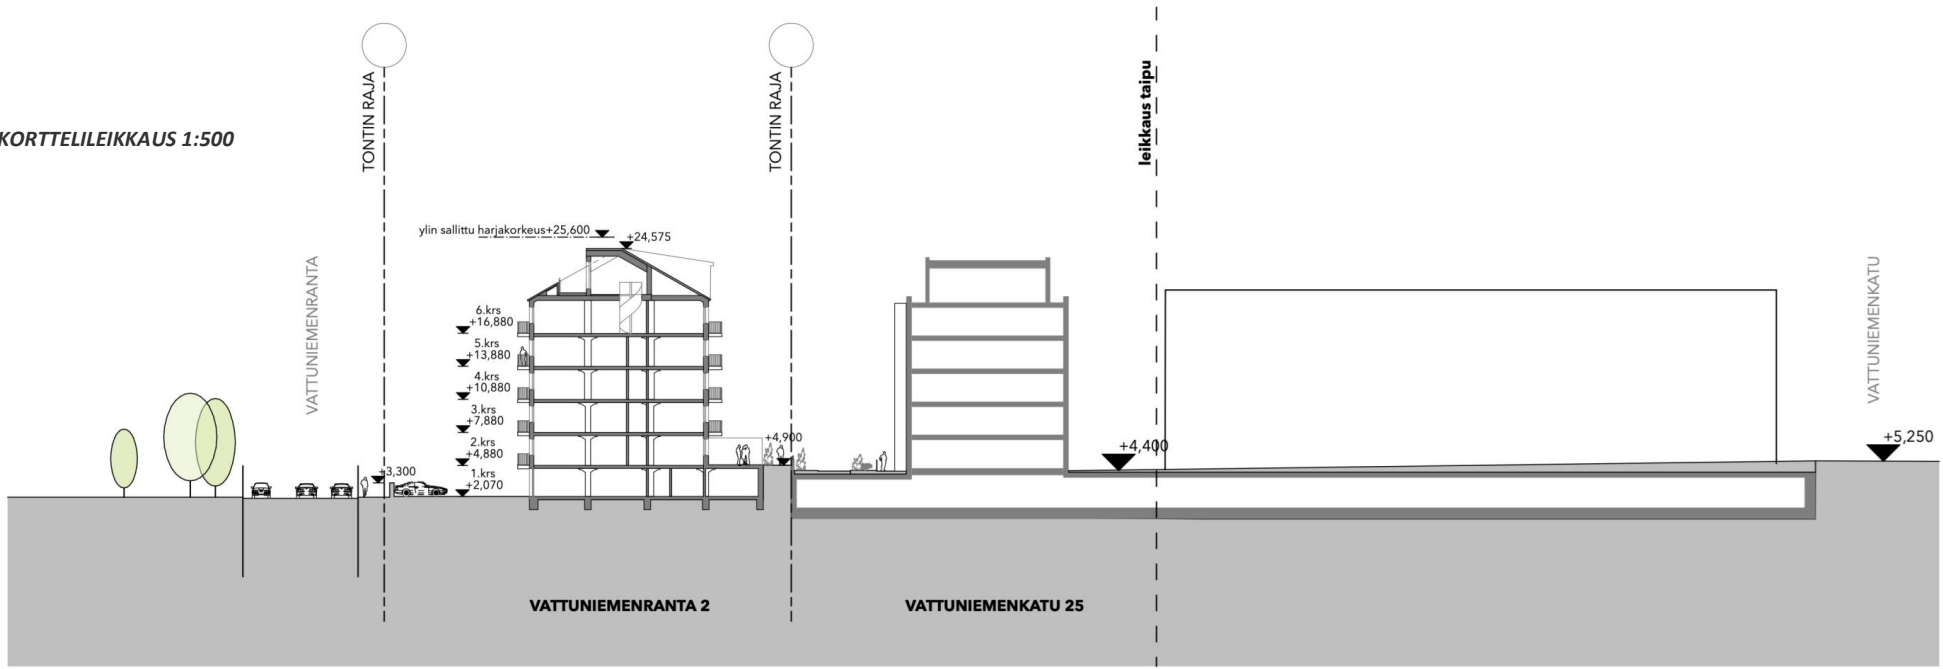 TONTIN RAJA
TONTIN RAJA
leikkaus taipu
KORTTELILEIKKAUS 1:500
ylin sallittu harjakorkeus+25,600
+24,575
VATTUNIEMENRANTA
VATTUNIEMENKATU
6.krs
+16,880
5.krs
+13,880
4.krs
+10,880
3.krs
+7,880
2.krs
+4,880
1.krs
+2,070
+3,300
+4,900
+4,400
+5,250
VATTUNIEMENRANTA 2
VATTUNIEMENKATU 25